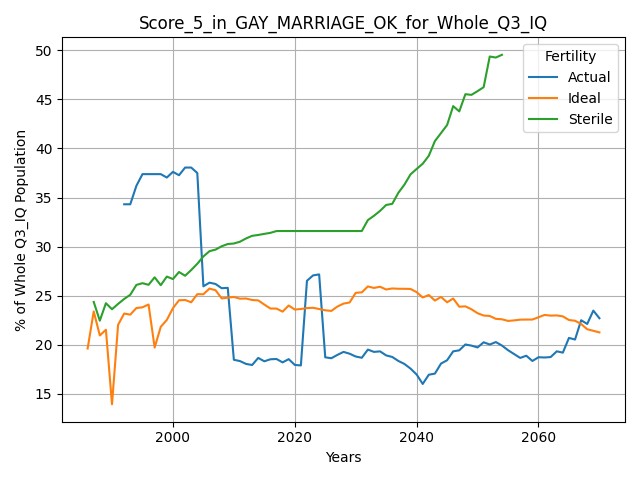 Score_5_in_GAY_MARRIAGE_OK_for_Whole_Q3_IQ
Fertility
Actual
Ideal
Sterile
% of Whole Q3_IQ Population
50
45
40
35
30
25
20
15
2000
2020
2040
2060
Years